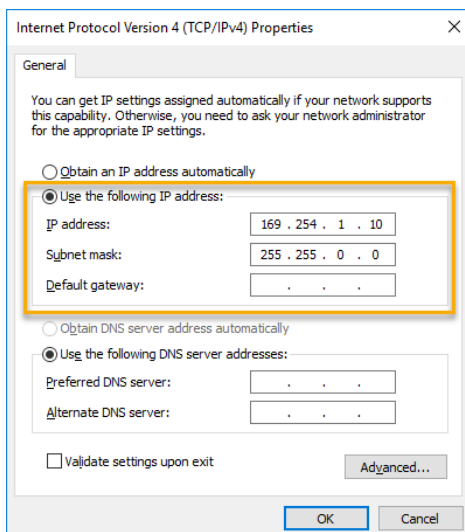 Internet Protocol Version 4 (TCP/IPv4) Properties
General
You can get IP settings assigned automatically if your network supports
this capability. Otherwise, you need to ask your network administrator
for the appropriate IP settings.
Obtain an IP address automatically
Use the following IP address:
IP address: 169 . 254 . 1 . 10
Subnet mask: 255 . 255 . 0 . 0
Default gateway: . . .
Obtain DNS server address automatically
Use the following DNS server addresses:
Preferred DNS server: . . .
Alternate DNS server: . . .
Validate settings upon exit
Advanced...
OK Cancel